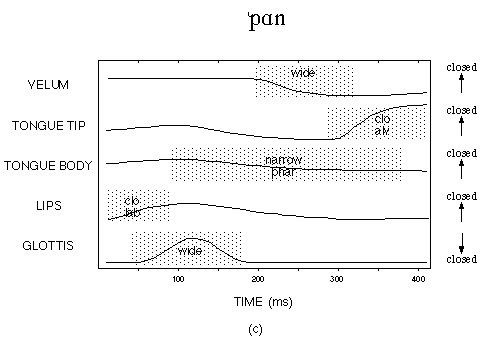 'pɑn
VELUM
wide
closed
TONGUE TIP
clo
alv
closed
TONGUE BODY
narrow
phar
closed
LIPS
clo
lab
closed
GLOTTIS
wide
closed
100 200 300 400
TIME (ms)
(c)